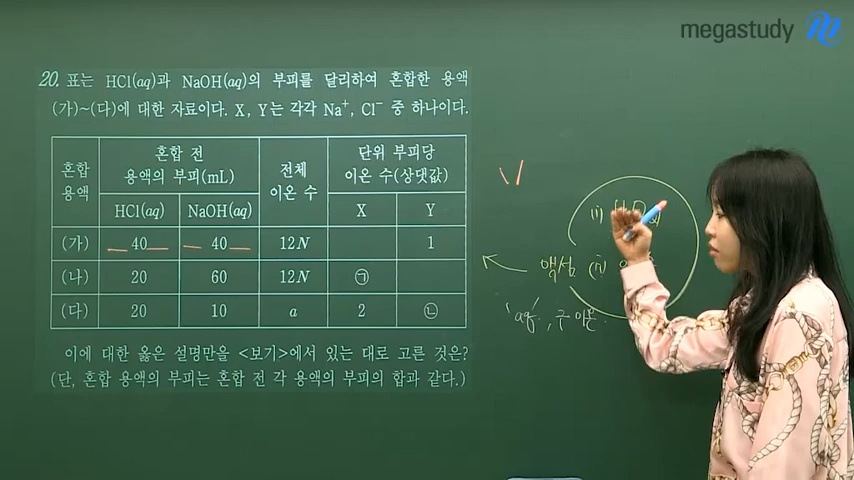 megastudy
20. 표는 HCl(aq)과 NaOH(aq)의 부피를 달리하여 혼합한 용액
(가)~(다)에 대한 자료이다. X, Y는 각각 Na⁺, Cl⁻ 중 하나이다.
혼합 용액 혼합 전 용액의 부피(mL) 전체 이온 수 단위 부피당 이온 수(상댓값)
HCl(aq) NaOH(aq) X Y
(가) 40 40 12N 1
(나) 20 60 12N ㉠
(다) 20 10 a 2 ㉡
이에 대한 옳은 설명만을 <보기>에서 있는 대로 고른 것은?
(단, 혼합 용액의 부피는 혼합 전 각 용액의 부피의 합과 같다.)
액성
'aq', 구